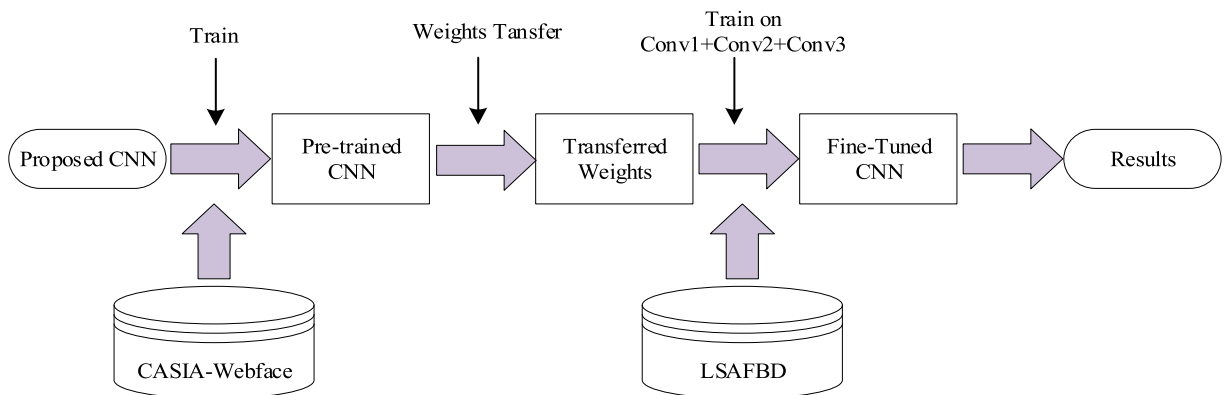 Train
Weights Tansfer
Train on
Conv1+Conv2+Conv3
Proposed CNN
Pre-trained
CNN
Transferred
Weights
Fine-Tuned
CNN
Results
CASIA-Webface
LSAFBD